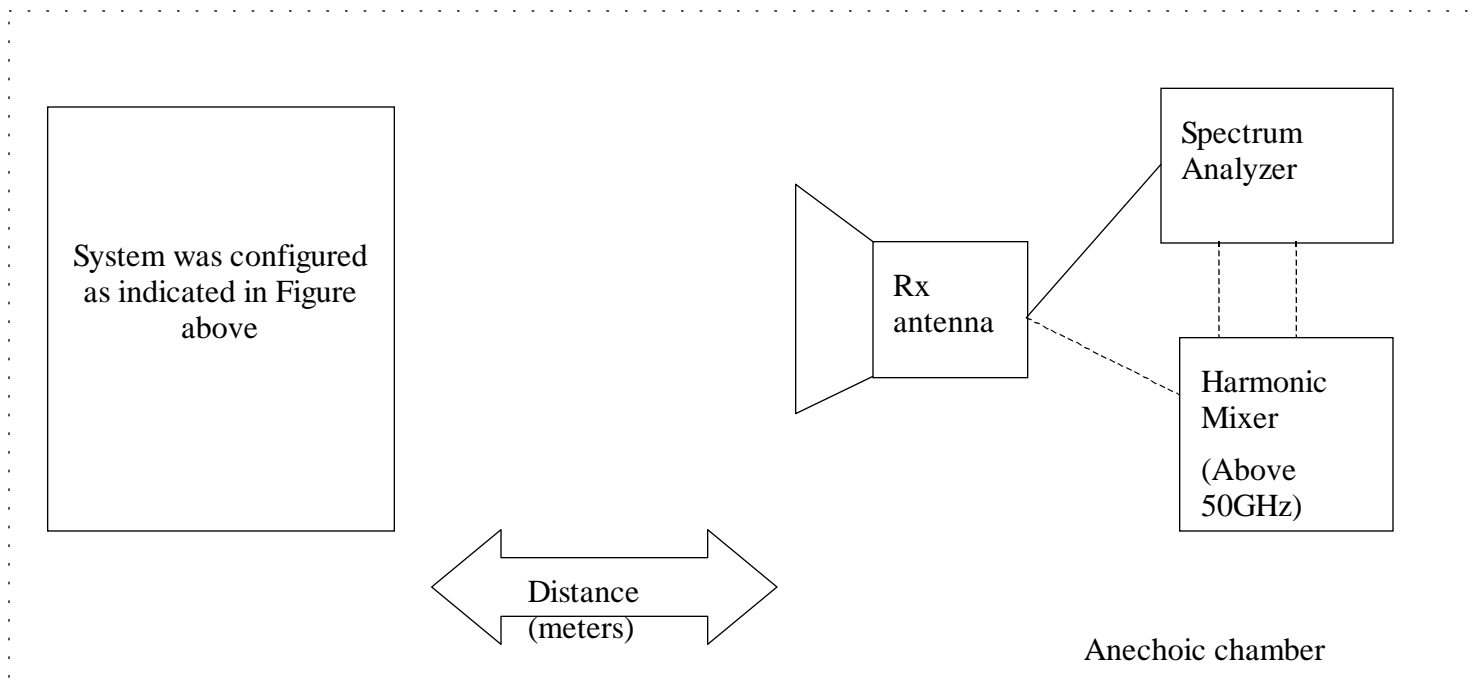 System was configured
as indicated in Figure
above
Rx
antenna
Spectrum
Analyzer
Harmonic
Mixer
(Above
50GHz)
Distance
(meters)
Anechoic chamber